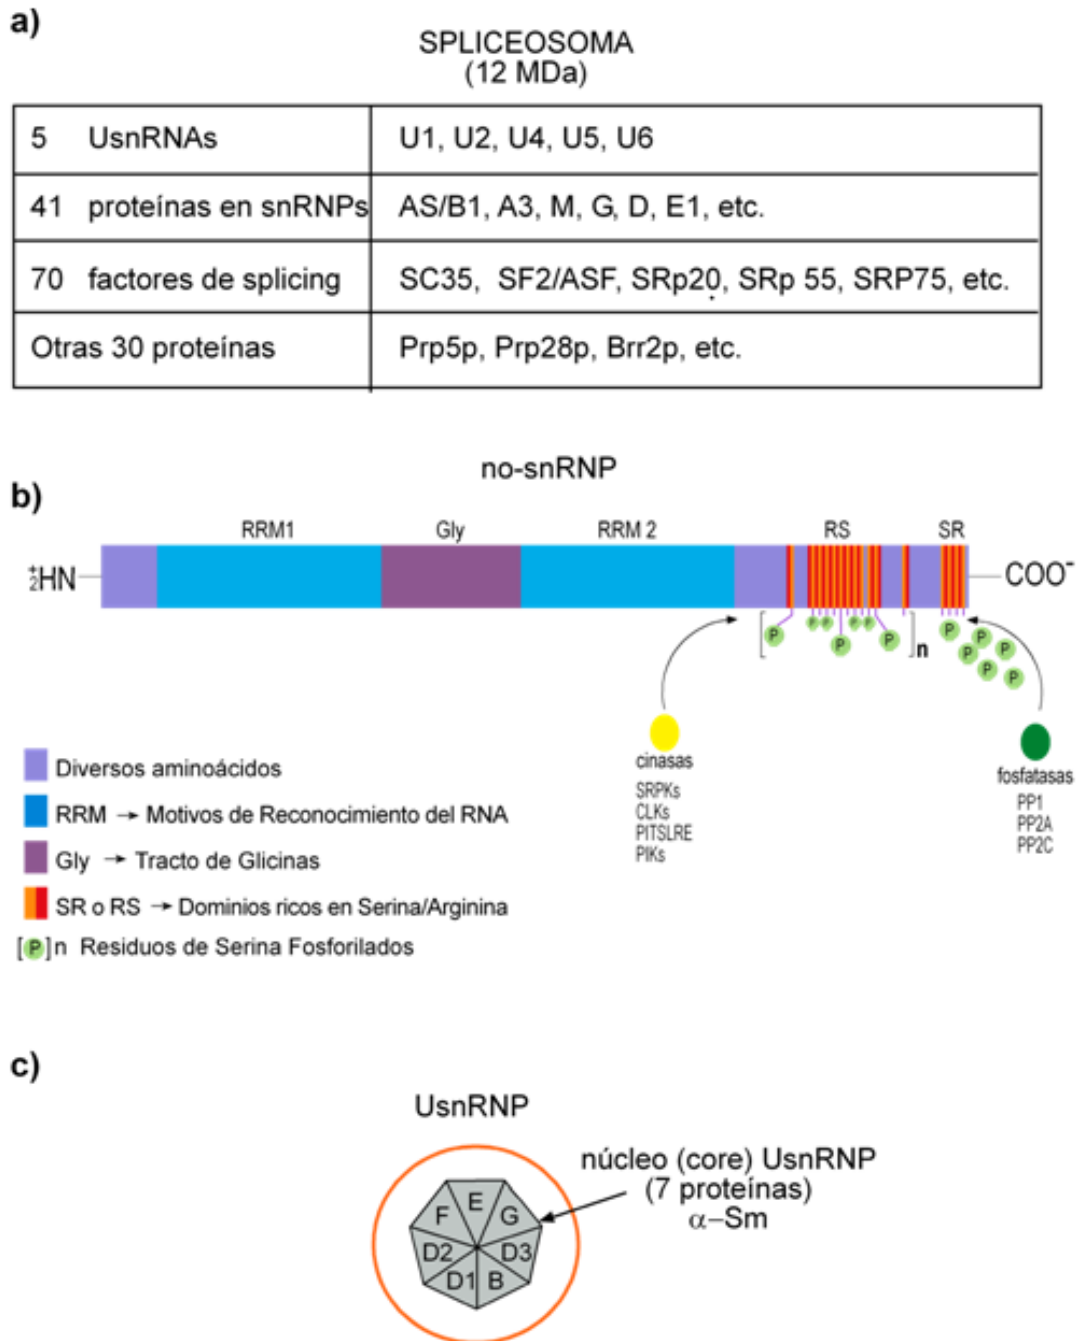 a)
SPLICEOSOMA
(12 MDa)
5 UsnRNAs U1, U2, U4, U5, U6
41 proteínas en snRNPs AS/B1, A3, M, G, D, E1, etc.
70 factores de splicing SC35, SF2/ASF, SRp20, SRp 55, SRP75, etc.
Otras 30 proteínas Prp5p, Prp28p, Brr2p, etc.
no-snRNP
b)
RRM1 Gly RRM 2 RS SR
+2HN COO-
P P P P P P P n P P P P P P P
cinasas
SRPKs
CLKs
PITSLRE
PIKs
fosfatasas
PP1
PP2A
PP2C
Diversos aminoácidos
RRM → Motivos de Reconocimiento del RNA
Gly → Tracto de Glicinas
SR o RS → Dominios ricos en Serina/Arginina
[P]n Residuos de Serina Fosforilados
c)
UsnRNP
núcleo (core) UsnRNP
(7 proteínas)
α–Sm
E
F G
D2 D3
D1 B